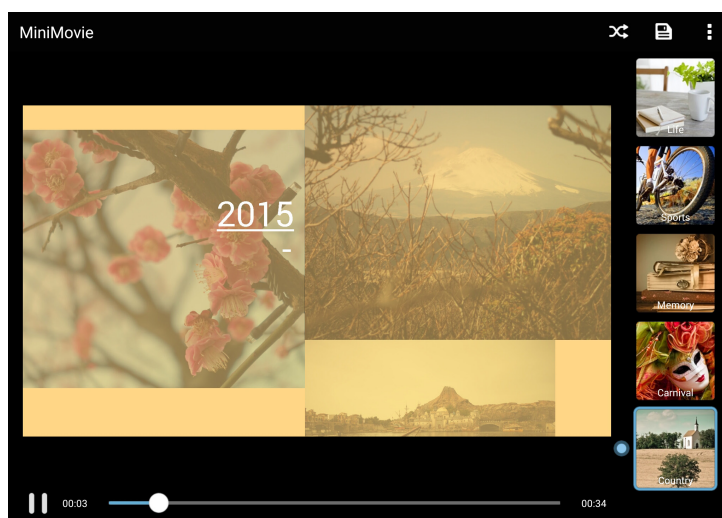 MiniMovie
2015
-
Life
Sports
Memory
Carnival
Country
00:03
00:34